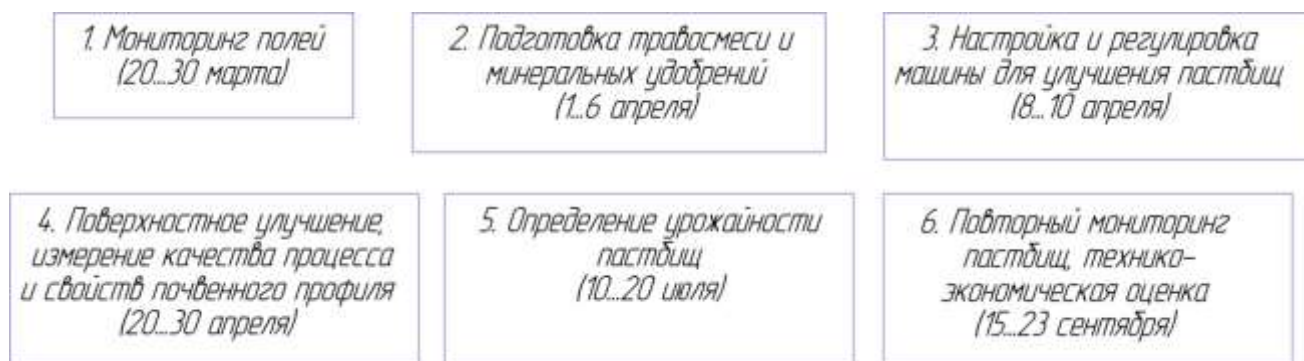 1. Мониторинг полей
(20...30 марта)
2. Подготовка травосмеси и
минеральных удобрений
(1...6 апреля)
3. Настройка и регулировка
машины для улучшения пастбищ
(8...10 апреля)
4. Поверхностное улучшение,
измерение качества процесса
и свойств почвенного профиля
(20...30 апреля)
5. Определение урожайности
пастбищ
(10...20 июля)
6. Повторный мониторинг
пастбищ, технико-
экономическая оценка
(15...23 сентября)